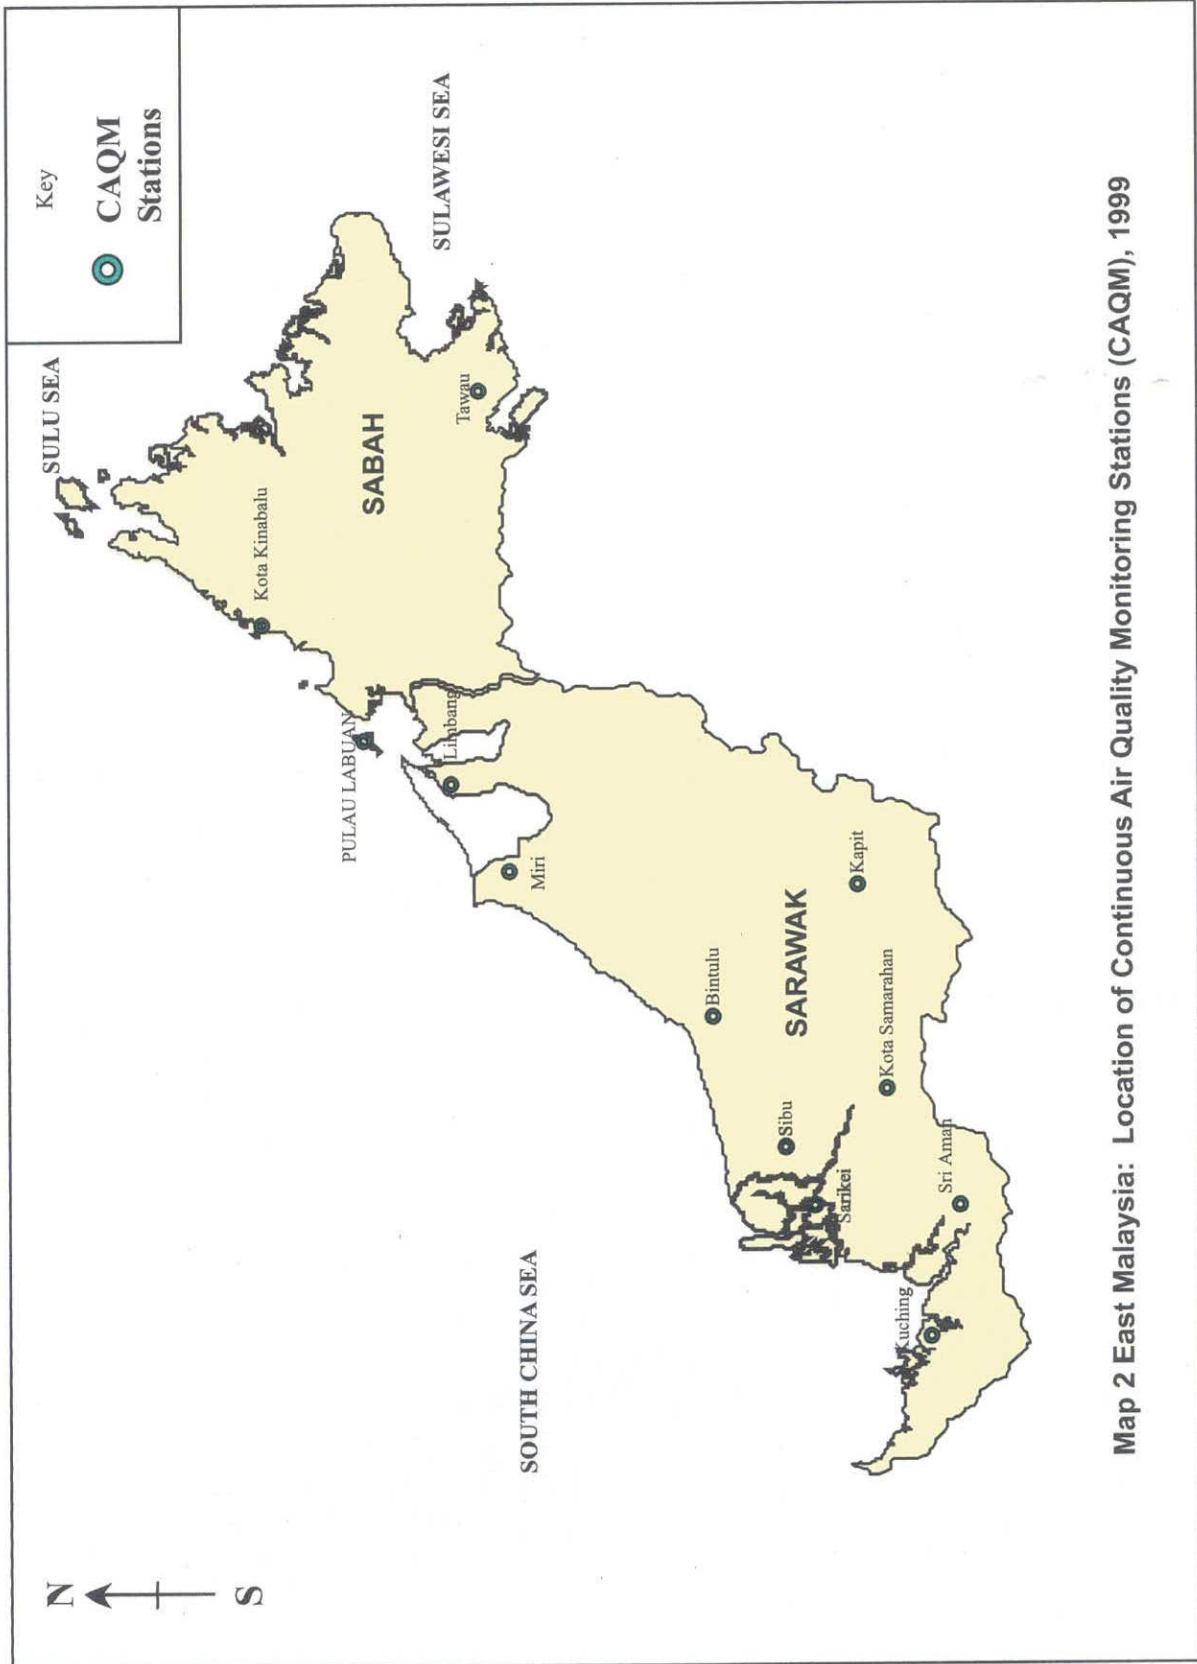 Key
CAQM
Stations
SULU SEA
SULAWESI SEA
Kota Kinabalu
SABAH
Tawau
PULAU LABUAN
Limbang
Miri
Bintulu
SARAWAK
Kapit
Kota Samarahan
Sibu
Sarikei
Sri Aman
Kuching
SOUTH CHINA SEA
N
S
Map 2 East Malaysia: Location of Continuous Air Quality Monitoring Stations (CAQM), 1999